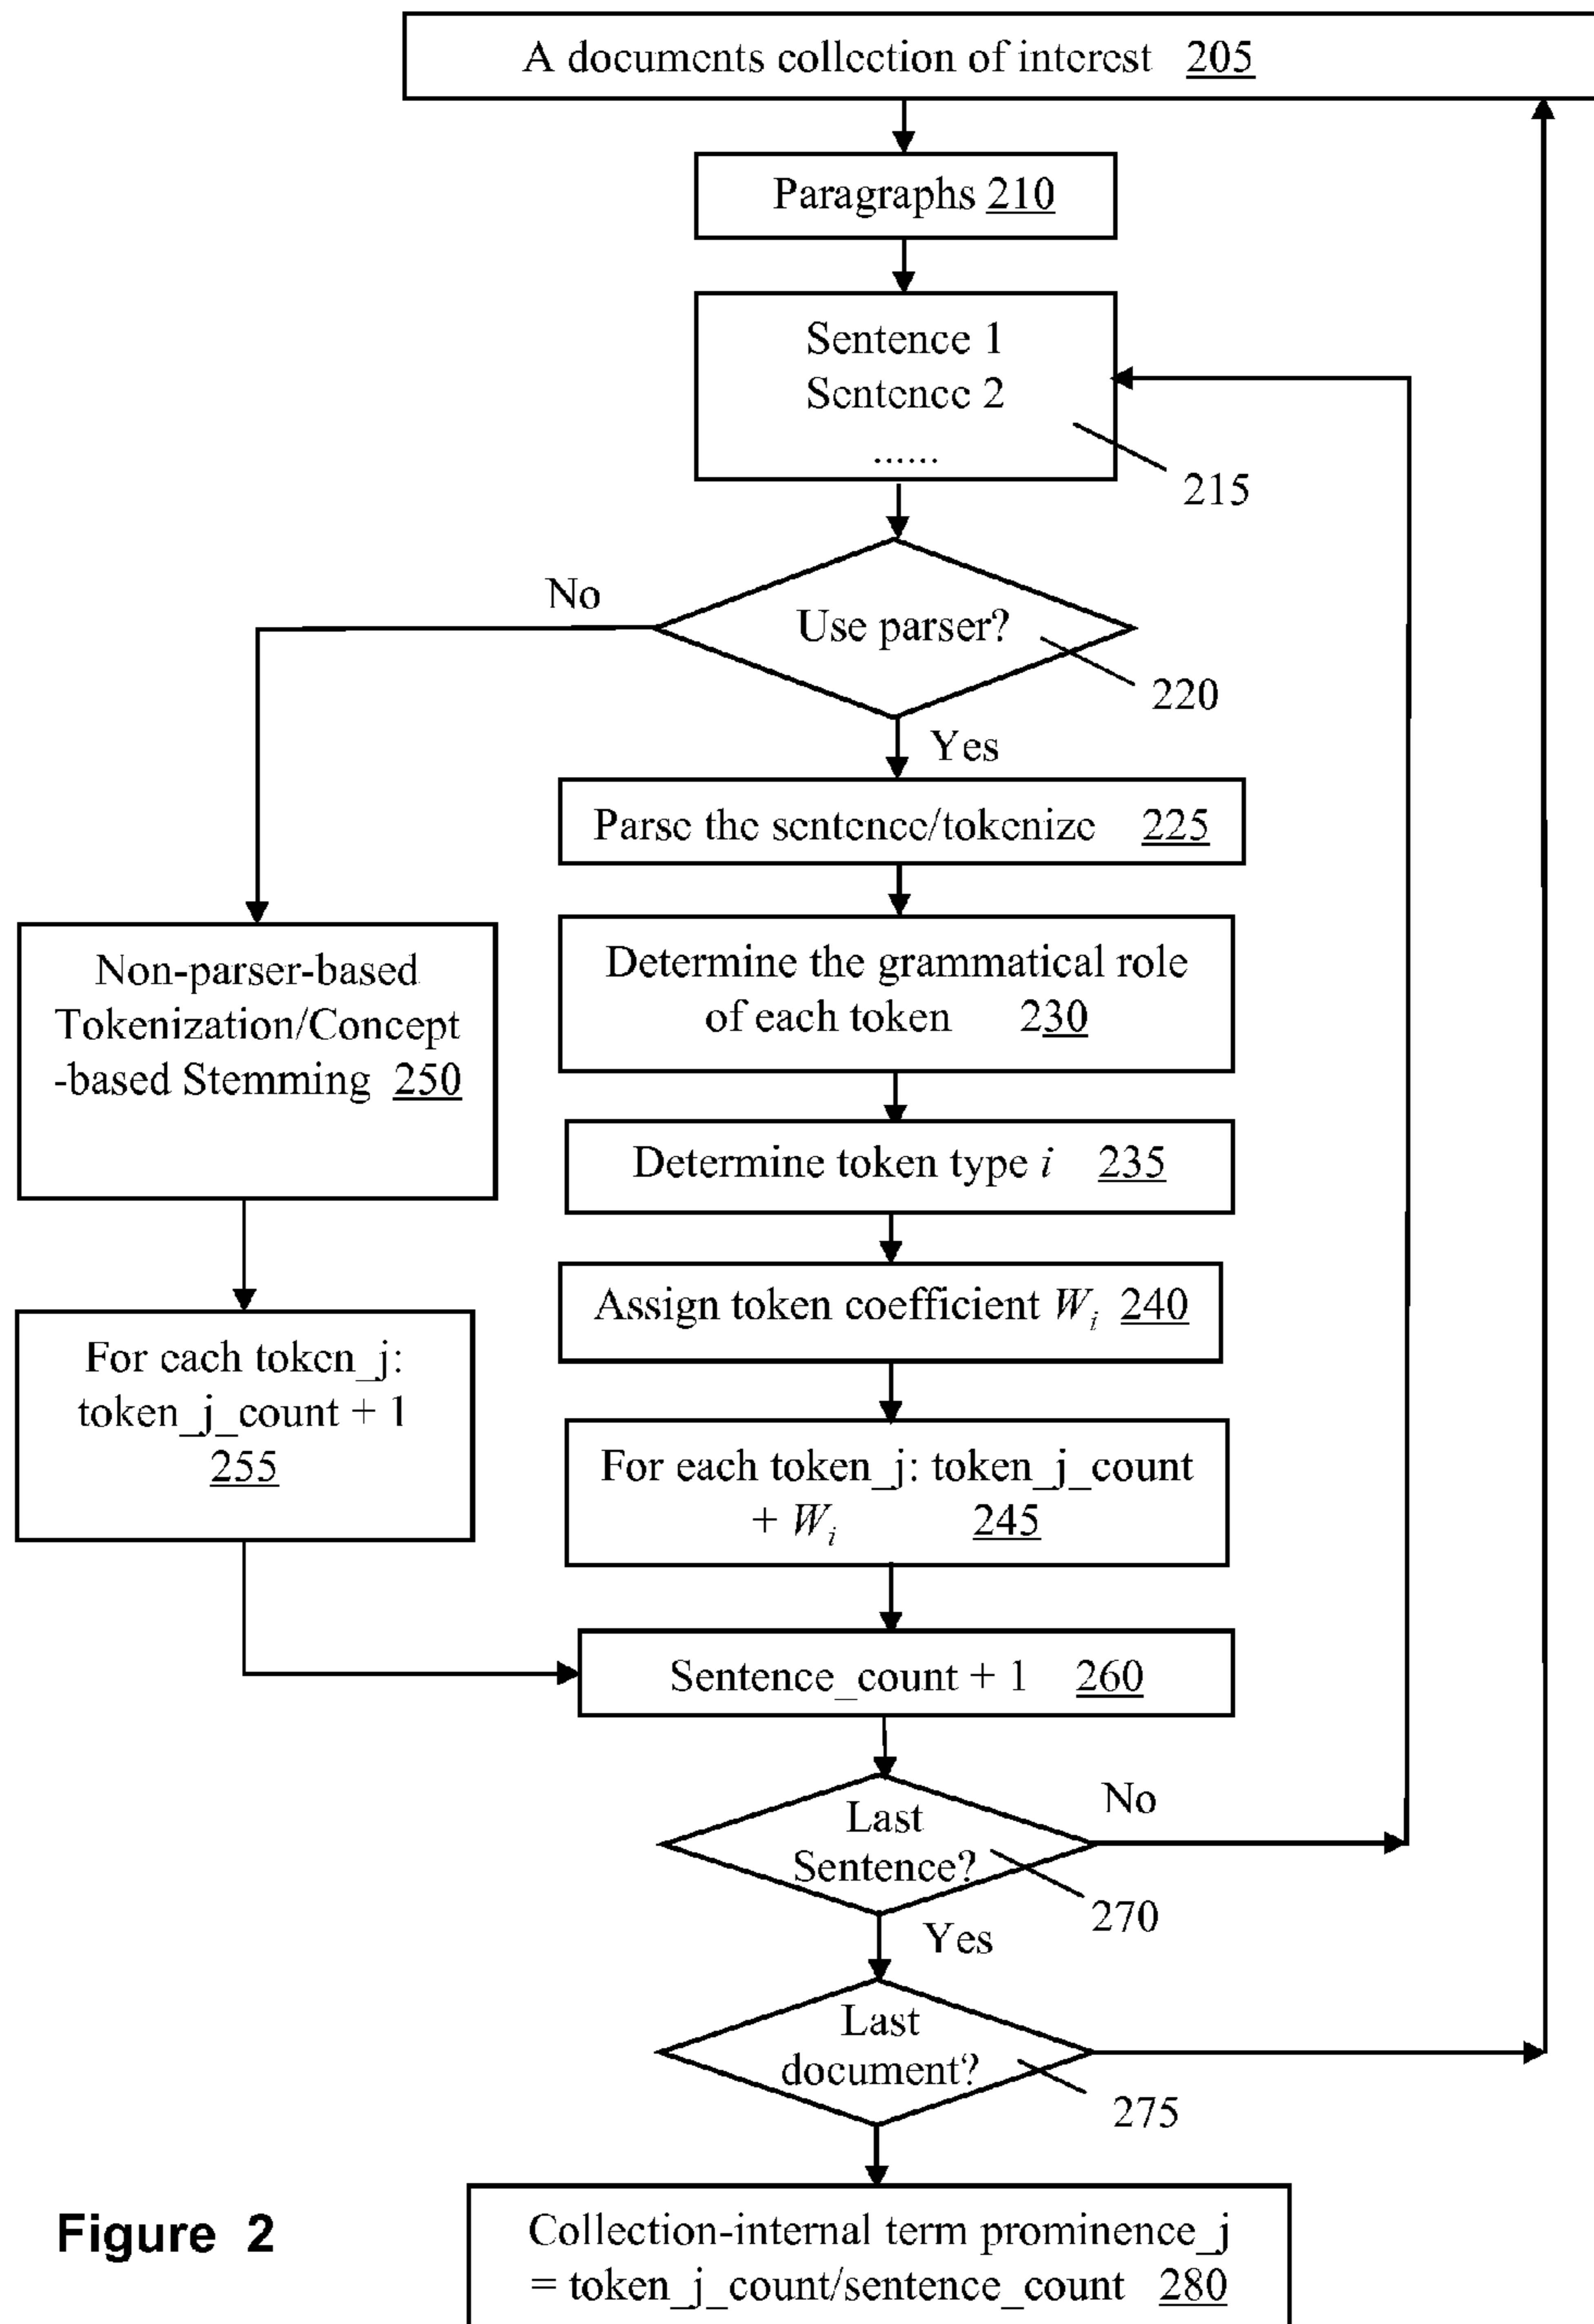 A documents collection of interest 205
Paragraphs 210
Sentence 1
Sentence 2
......
215
No
Use parser?
220
Yes
Parse the sentence/tokenize 225
Non-parser-based
Tokenization/Concept
-based Stemming 250
Determine the grammatical role
of each token 230
Determine token type i 235
Assign token coefficient Wi 240
For each token_j:
token_j_count + 1
255
For each token_j: token_j_count
+ Wi 245
Sentence_count + 1 260
Last
Sentence?
No
270
Yes
Last
document?
275
Collection-internal term prominence_j
= token_j_count/sentence_count 280
Figure 2